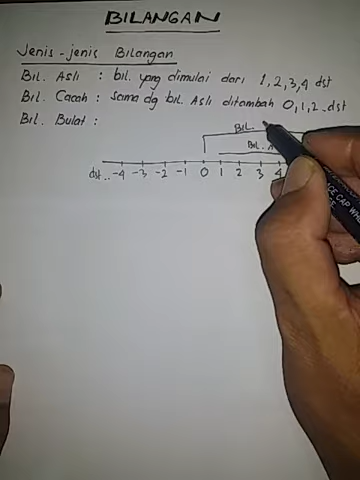 BILANGAN
Jenis-jenis Bilangan
Bil. Asli : bil. yang dimulai dari 1, 2, 3, 4 dst
Bil. Cacah : sama dg bil. Asli ditambah 0, 1, 2.. dst
Bil. Bulat :
BIL.
BIL. A
dst.. -4 -3 -2 -1 0 1 2 3 4